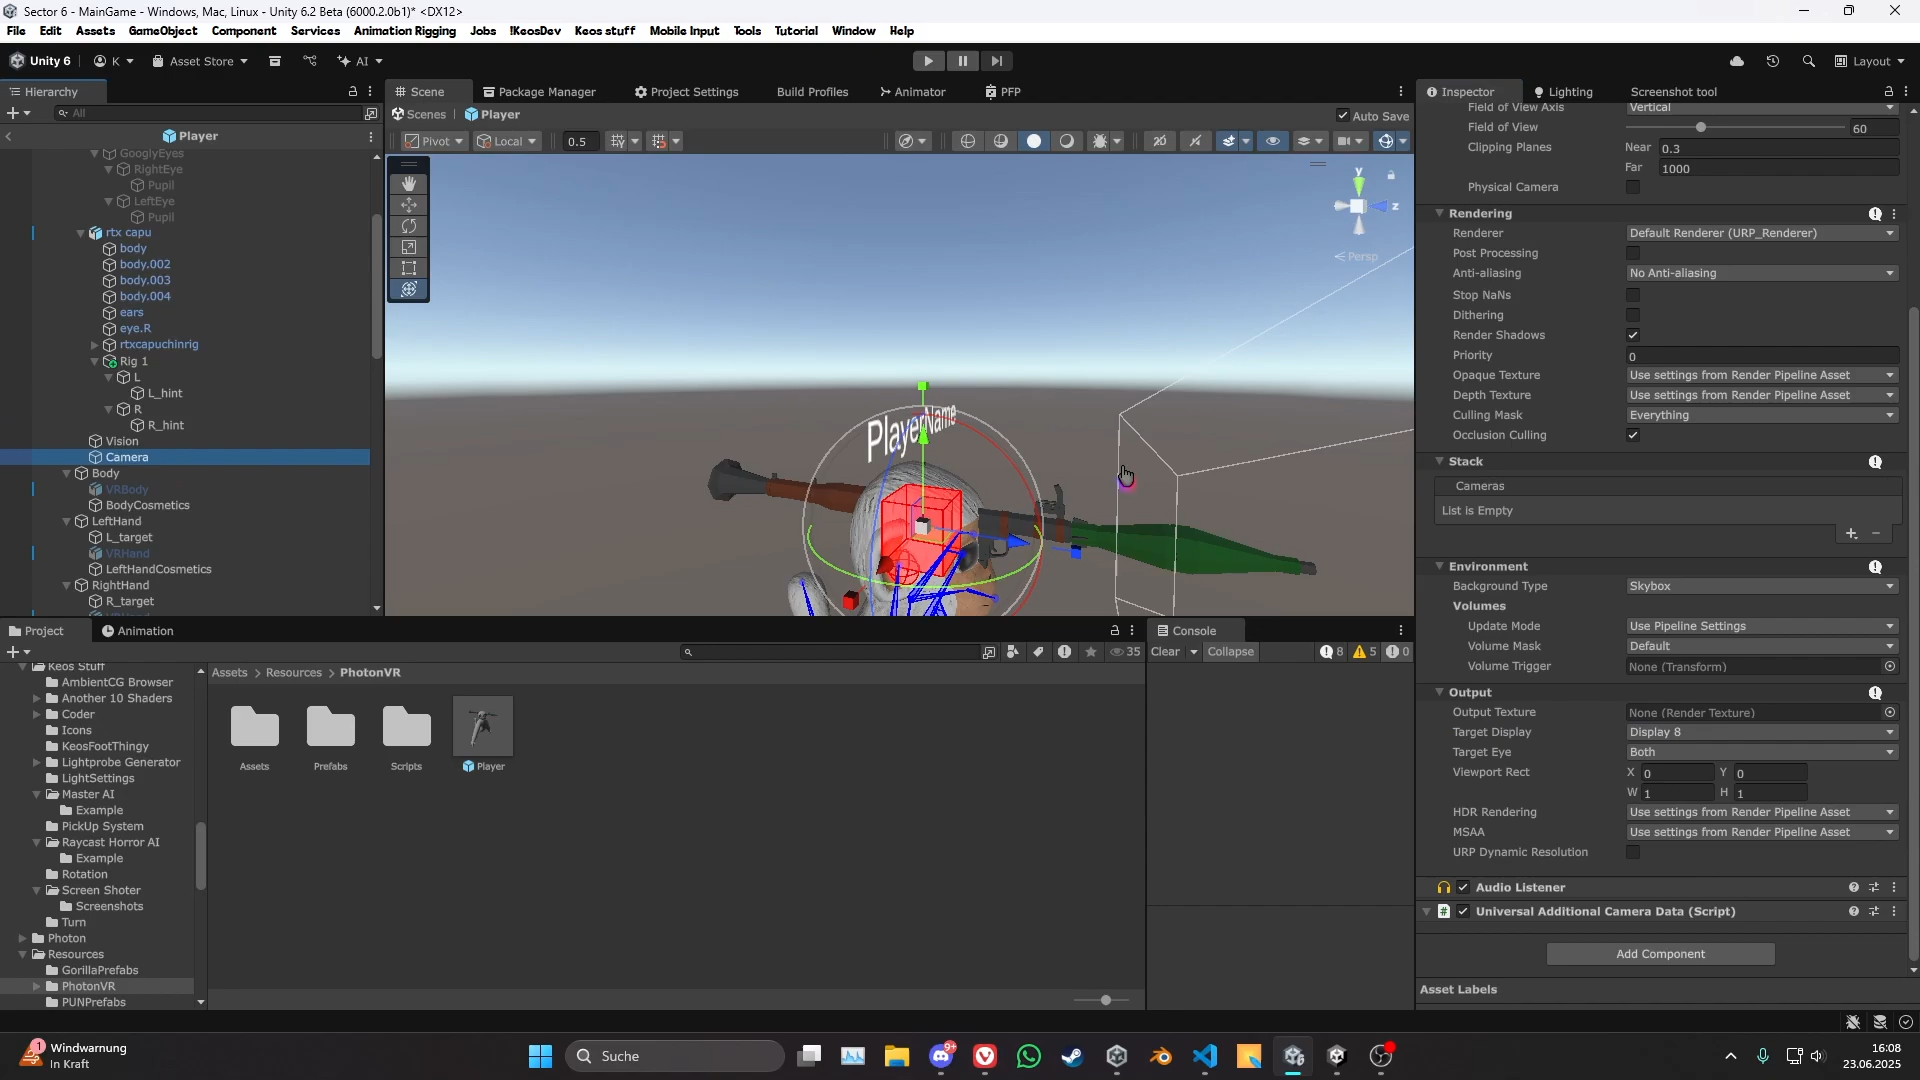 Sector 6 - MainGame - Windows, Mac, Linux - Unity 6.2 Beta (6000.2.0b1)* <DX12>
File Edit Assets GameObject Component Services Animation Rigging Jobs !KeosDev Keos stuff Mobile Input Tools Tutorial Window Help
Unity 6 K Asset Store AI Layout
Hierarchy
All
Player
GooglyEyes
RightEye
Pupil
LeftEye
Pupil
rtx capu
body
body.002
body.003
body.004
ears
eye.R
rtxcapuchinrig
Rig 1
L
L_hint
R
R_hint
Vision
Camera
Body
VRBody
BodyCosmetics
LeftHand
L_target
VRHand
LeftHandCosmetics
RightHand
R_target
Scene Package Manager Project Settings Build Profiles Animator PFP
Scenes Player Auto Save
Pivot Local 0.5 2D
y
z
Persp
PlayerName
Inspector Lighting Screenshot tool
Field of View Axis Vertical
Field of View 60
Clipping Planes Near 0.3
Far 1000
Physical Camera
Rendering
Renderer Default Renderer (URP_Renderer)
Post Processing
Anti-aliasing No Anti-aliasing
Stop NaNs
Dithering
Render Shadows
Priority 0
Opaque Texture Use settings from Render Pipeline Asset
Depth Texture Use settings from Render Pipeline Asset
Culling Mask Everything
Occlusion Culling
Stack
Cameras
List is Empty
Environment
Background Type Skybox
Volumes
Update Mode Use Pipeline Settings
Volume Mask Default
Volume Trigger None (Transform)
Output
Output Texture None (Render Texture)
Target Display Display 8
Target Eye Both
Viewport Rect X 0 Y 0
W 1 H 1
HDR Rendering Use settings from Render Pipeline Asset
MSAA Use settings from Render Pipeline Asset
URP Dynamic Resolution
Audio Listener
Universal Additional Camera Data (Script)
Add Component
Asset Labels
Project Animation
35
Keos Stuff
AmbientCG Browser
Another 10 Shaders
Coder
Icons
KeosFootThingy
Lightprobe Generator
LightSettings
Master AI
Example
PickUp System
Raycast Horror AI
Example
Rotation
Screen Shoter
Screenshots
Turn
Photon
Resources
GorillaPrefabs
PhotonVR
PUNPrefabs
Assets > Resources > PhotonVR
Assets Prefabs Scripts Player
Console
Clear Collapse 8 5 0
1
Windwarnung
In Kraft
Suche
9+
16:08
23.06.2025